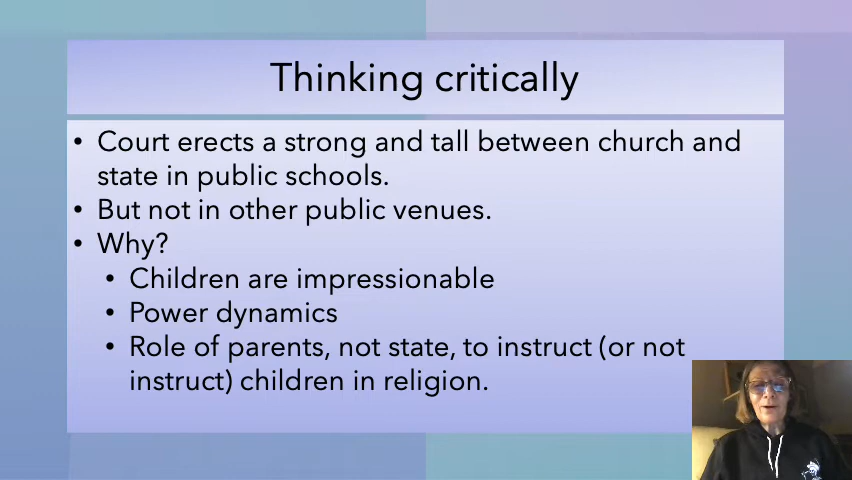 Thinking critically
• Court erects a strong and tall between church and
state in public schools.
• But not in other public venues.
• Why?
• Children are impressionable
• Power dynamics
• Role of parents, not state, to instruct (or not
instruct) children in religion.